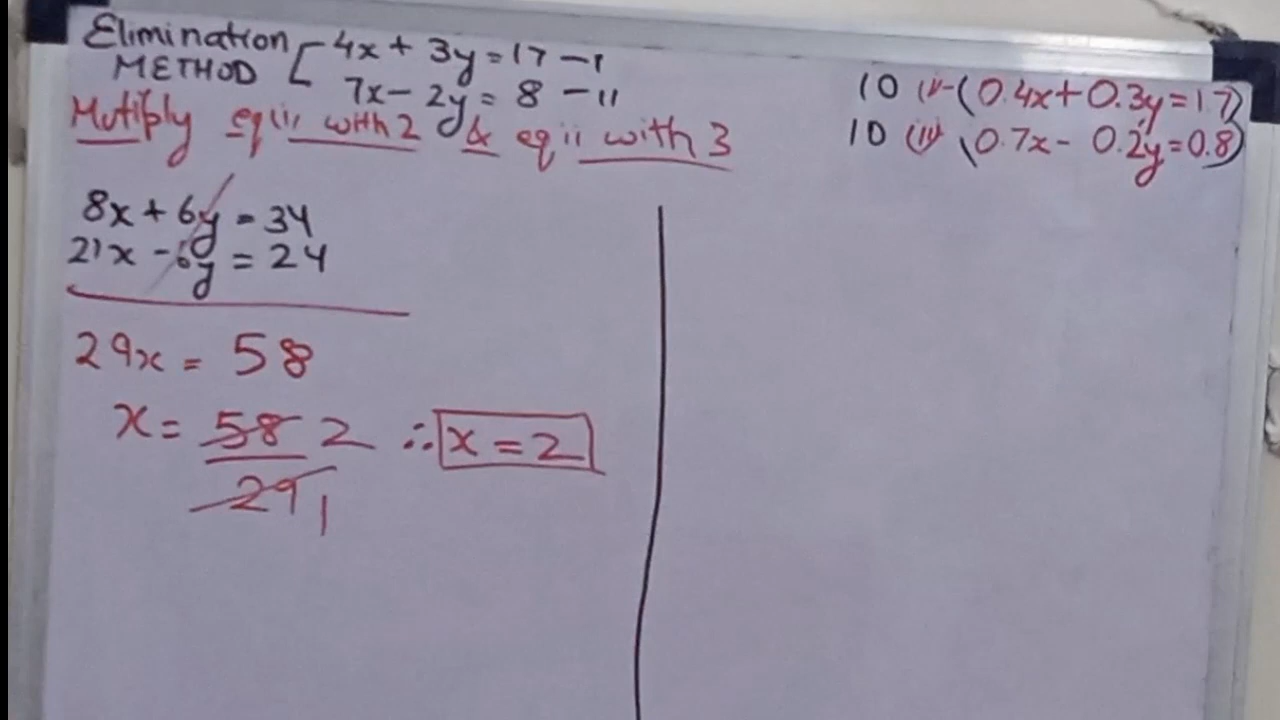 Elimination
METHOD
4x + 3y = 17 - 1
7x - 2y = 8 - 11
Mutiply eq(i) with 2 & eq ii with 3
8x + 6y = 34
21x - 6y = 24
29x = 58
x = 58 2 ∴ x = 2
29 1
10 (i) (0.4x + 0.3y = 1.7)
10 (ii) (0.7x - 0.2y = 0.8)